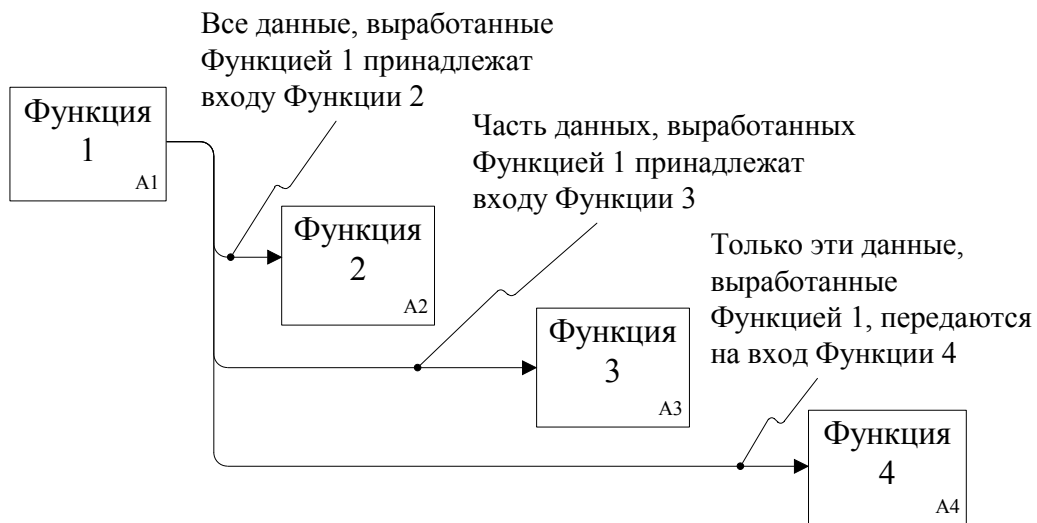 Все данные, выработанные
Функцией 1 принадлежат
входу Функции 2
Функция
1
A1
Часть данных, выработанных
Функцией 1 принадлежат
входу Функции 3
Функция
2
A2
Только эти данные,
выработанные
Функцией 1, передаются
на вход Функции 4
Функция
3
A3
Функция
4
A4